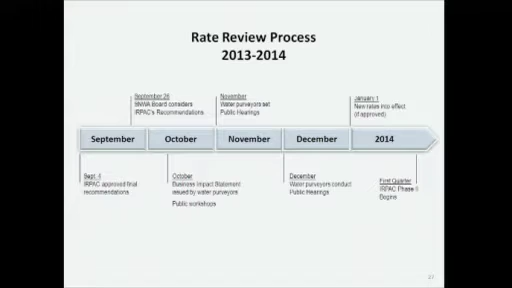 Rate Review Process
2013-2014
September 26
SNWA Board considers
IRPAC's Recommendations
November
Water purveyors set
Public Hearings
January 1
New rates into effect
(if approved)
September
October
November
December
2014
Sept. 4
IRPAC approved final
recommendations
October
Business Impact Statement
issued by water purveyors
Public workshops
December
Water purveyors conduct
Public Hearings
First Quarter
IRPAC Phase II
Begins
27